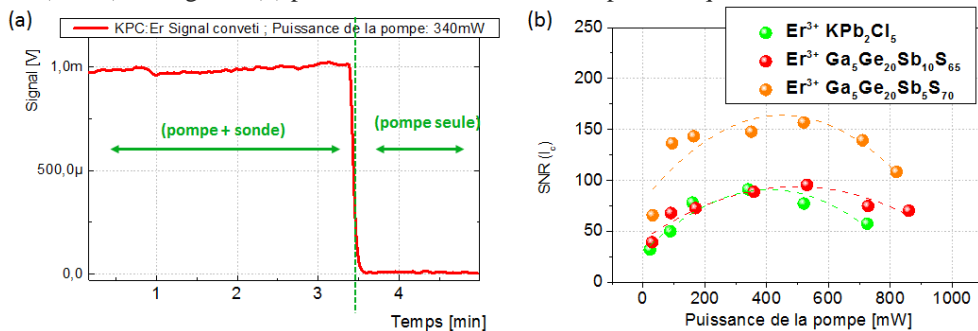 (a)
KPC:Er Signal conveti ; Puissance de la pompe: 340mW
Signal [V]
1,0m
500,0µ
0,0
(pompe + sonde)
(pompe seule)
1 2 3 4
Temps [min]
(b)
Er3+ KPb2Cl5
Er3+ Ga5Ge20Sb10S65
Er3+ Ga5Ge20Sb5S70
SNR (Ic)
250
200
150
100
50
0
0 200 400 600 800 1000
Puissance de la pompe [mW]